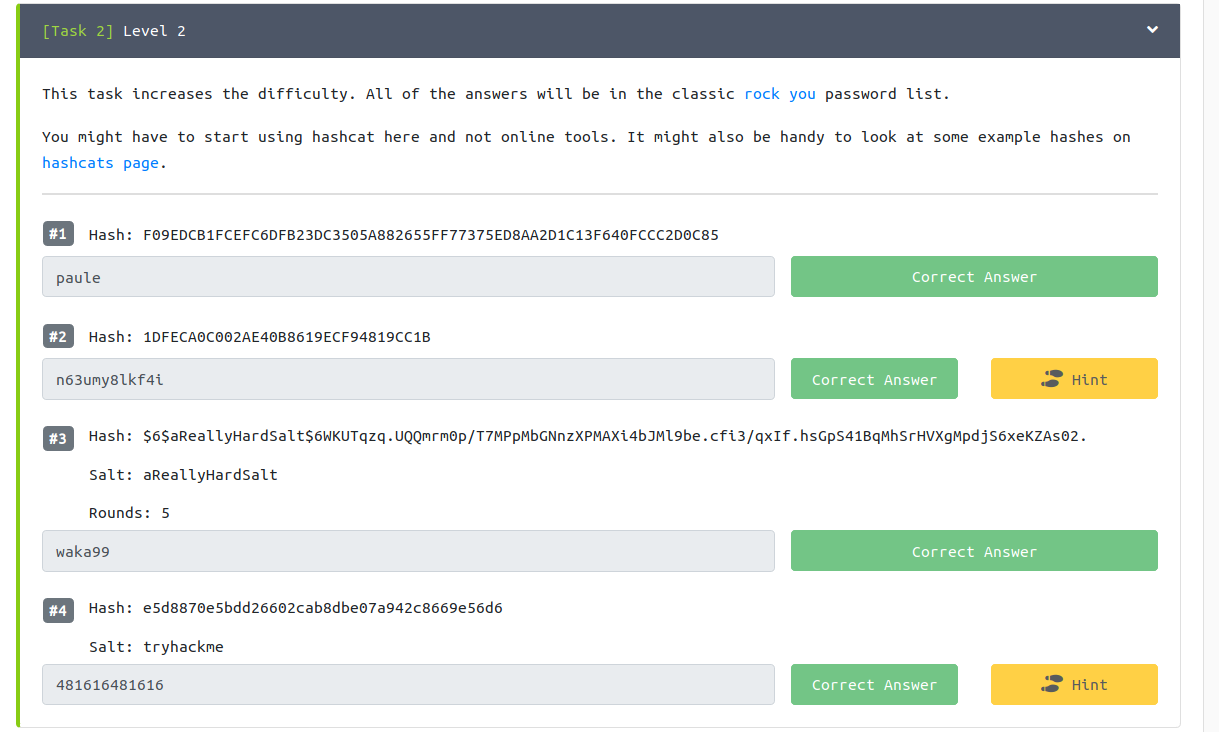 [Task 2] Level 2
This task increases the difficulty. All of the answers will be in the classic rock you password list.
You might have to start using hashcat here and not online tools. It might also be handy to look at some example hashes on
hashcats page.
#1 Hash: F09EDCB1FCEFC6DFB23DC3505A882655FF77375ED8AA2D1C13F640FCCC2D0C85
paule Correct Answer
#2 Hash: 1DFECA0C002AE40B8619ECF94819CC1B
n63umy8lkf4i Correct Answer Hint
#3 Hash: $6$aReallyHardSalt$6WKUTqzq.UQQmrm0p/T7MPpMbGNnzXPMAXi4bJMl9be.cfi3/qxIf.hsGpS41BqMhSrHVXgMpdjS6xeKZAs02.
Salt: aReallyHardSalt
Rounds: 5
waka99 Correct Answer
#4 Hash: e5d8870e5bdd26602cab8dbe07a942c8669e56d6
Salt: tryhackme
481616481616 Correct Answer Hint